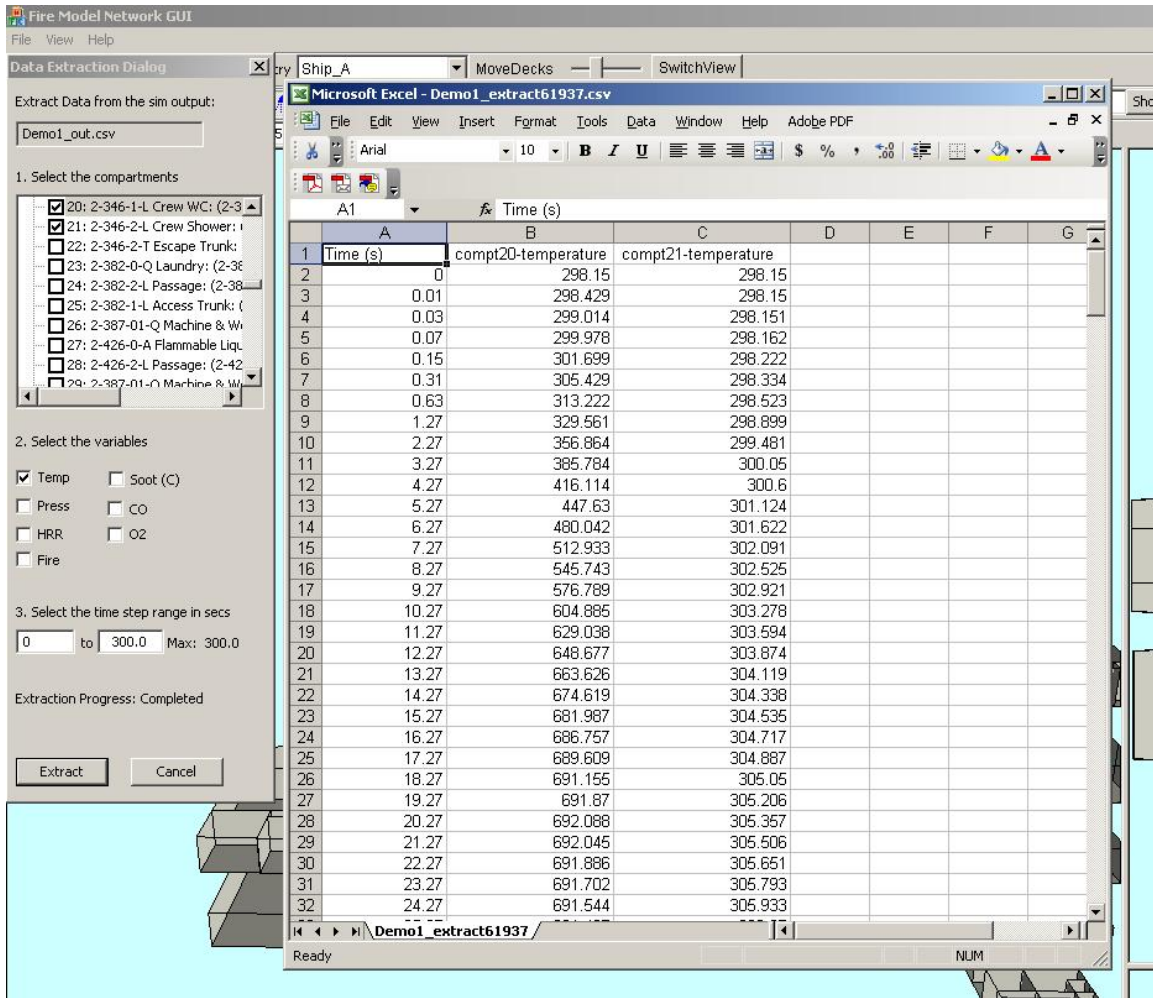 Fire Model Network GUI
File View Help
Data Extraction Dialog
Extract Data from the sim output:
Demo1_out.csv
1. Select the compartments
20: 2-346-1-L Crew WC: (2-3
21: 2-346-2-L Crew Shower:
22: 2-346-2-T Escape Trunk:
23: 2-382-0-Q Laundry: (2-38
24: 2-382-2-L Passage: (2-38
25: 2-382-1-L Access Trunk: (
26: 2-387-01-Q Machine & W
27: 2-426-0-A Flammable Liqu
28: 2-426-2-L Passage: (2-42
29: 2-387-01-Q Machine & W
2. Select the variables
Temp Soot (C)
Press CO
HRR O2
Fire
3. Select the time step range in secs
0 to 300.0 Max: 300.0
Extraction Progress: Completed
Extract Cancel
ry Ship_A MoveDecks SwitchView
Sho
Microsoft Excel - Demo1_extract61937.csv
File Edit View Insert Format Tools Data Window Help Adobe PDF
Arial 10 B I U $ % , A
A1 fx Time (s)
A B C D E F G
1 Time (s) compt20-temperature compt21-temperature
2 0 298.15 298.15
3 0.01 298.429 298.15
4 0.03 299.014 298.151
5 0.07 299.978 298.162
6 0.15 301.699 298.222
7 0.31 305.429 298.334
8 0.63 313.222 298.523
9 1.27 329.561 298.899
10 2.27 356.864 299.481
11 3.27 385.784 300.05
12 4.27 416.114 300.6
13 5.27 447.63 301.124
14 6.27 480.042 301.622
15 7.27 512.933 302.091
16 8.27 545.743 302.525
17 9.27 576.789 302.921
18 10.27 604.885 303.278
19 11.27 629.038 303.594
20 12.27 648.677 303.874
21 13.27 663.626 304.119
22 14.27 674.619 304.338
23 15.27 681.987 304.535
24 16.27 686.757 304.717
25 17.27 689.609 304.887
26 18.27 691.155 305.05
27 19.27 691.87 305.206
28 20.27 692.088 305.357
29 21.27 692.045 305.506
30 22.27 691.886 305.651
31 23.27 691.702 305.793
32 24.27 691.544 305.933
Demo1_extract61937
Ready NUM